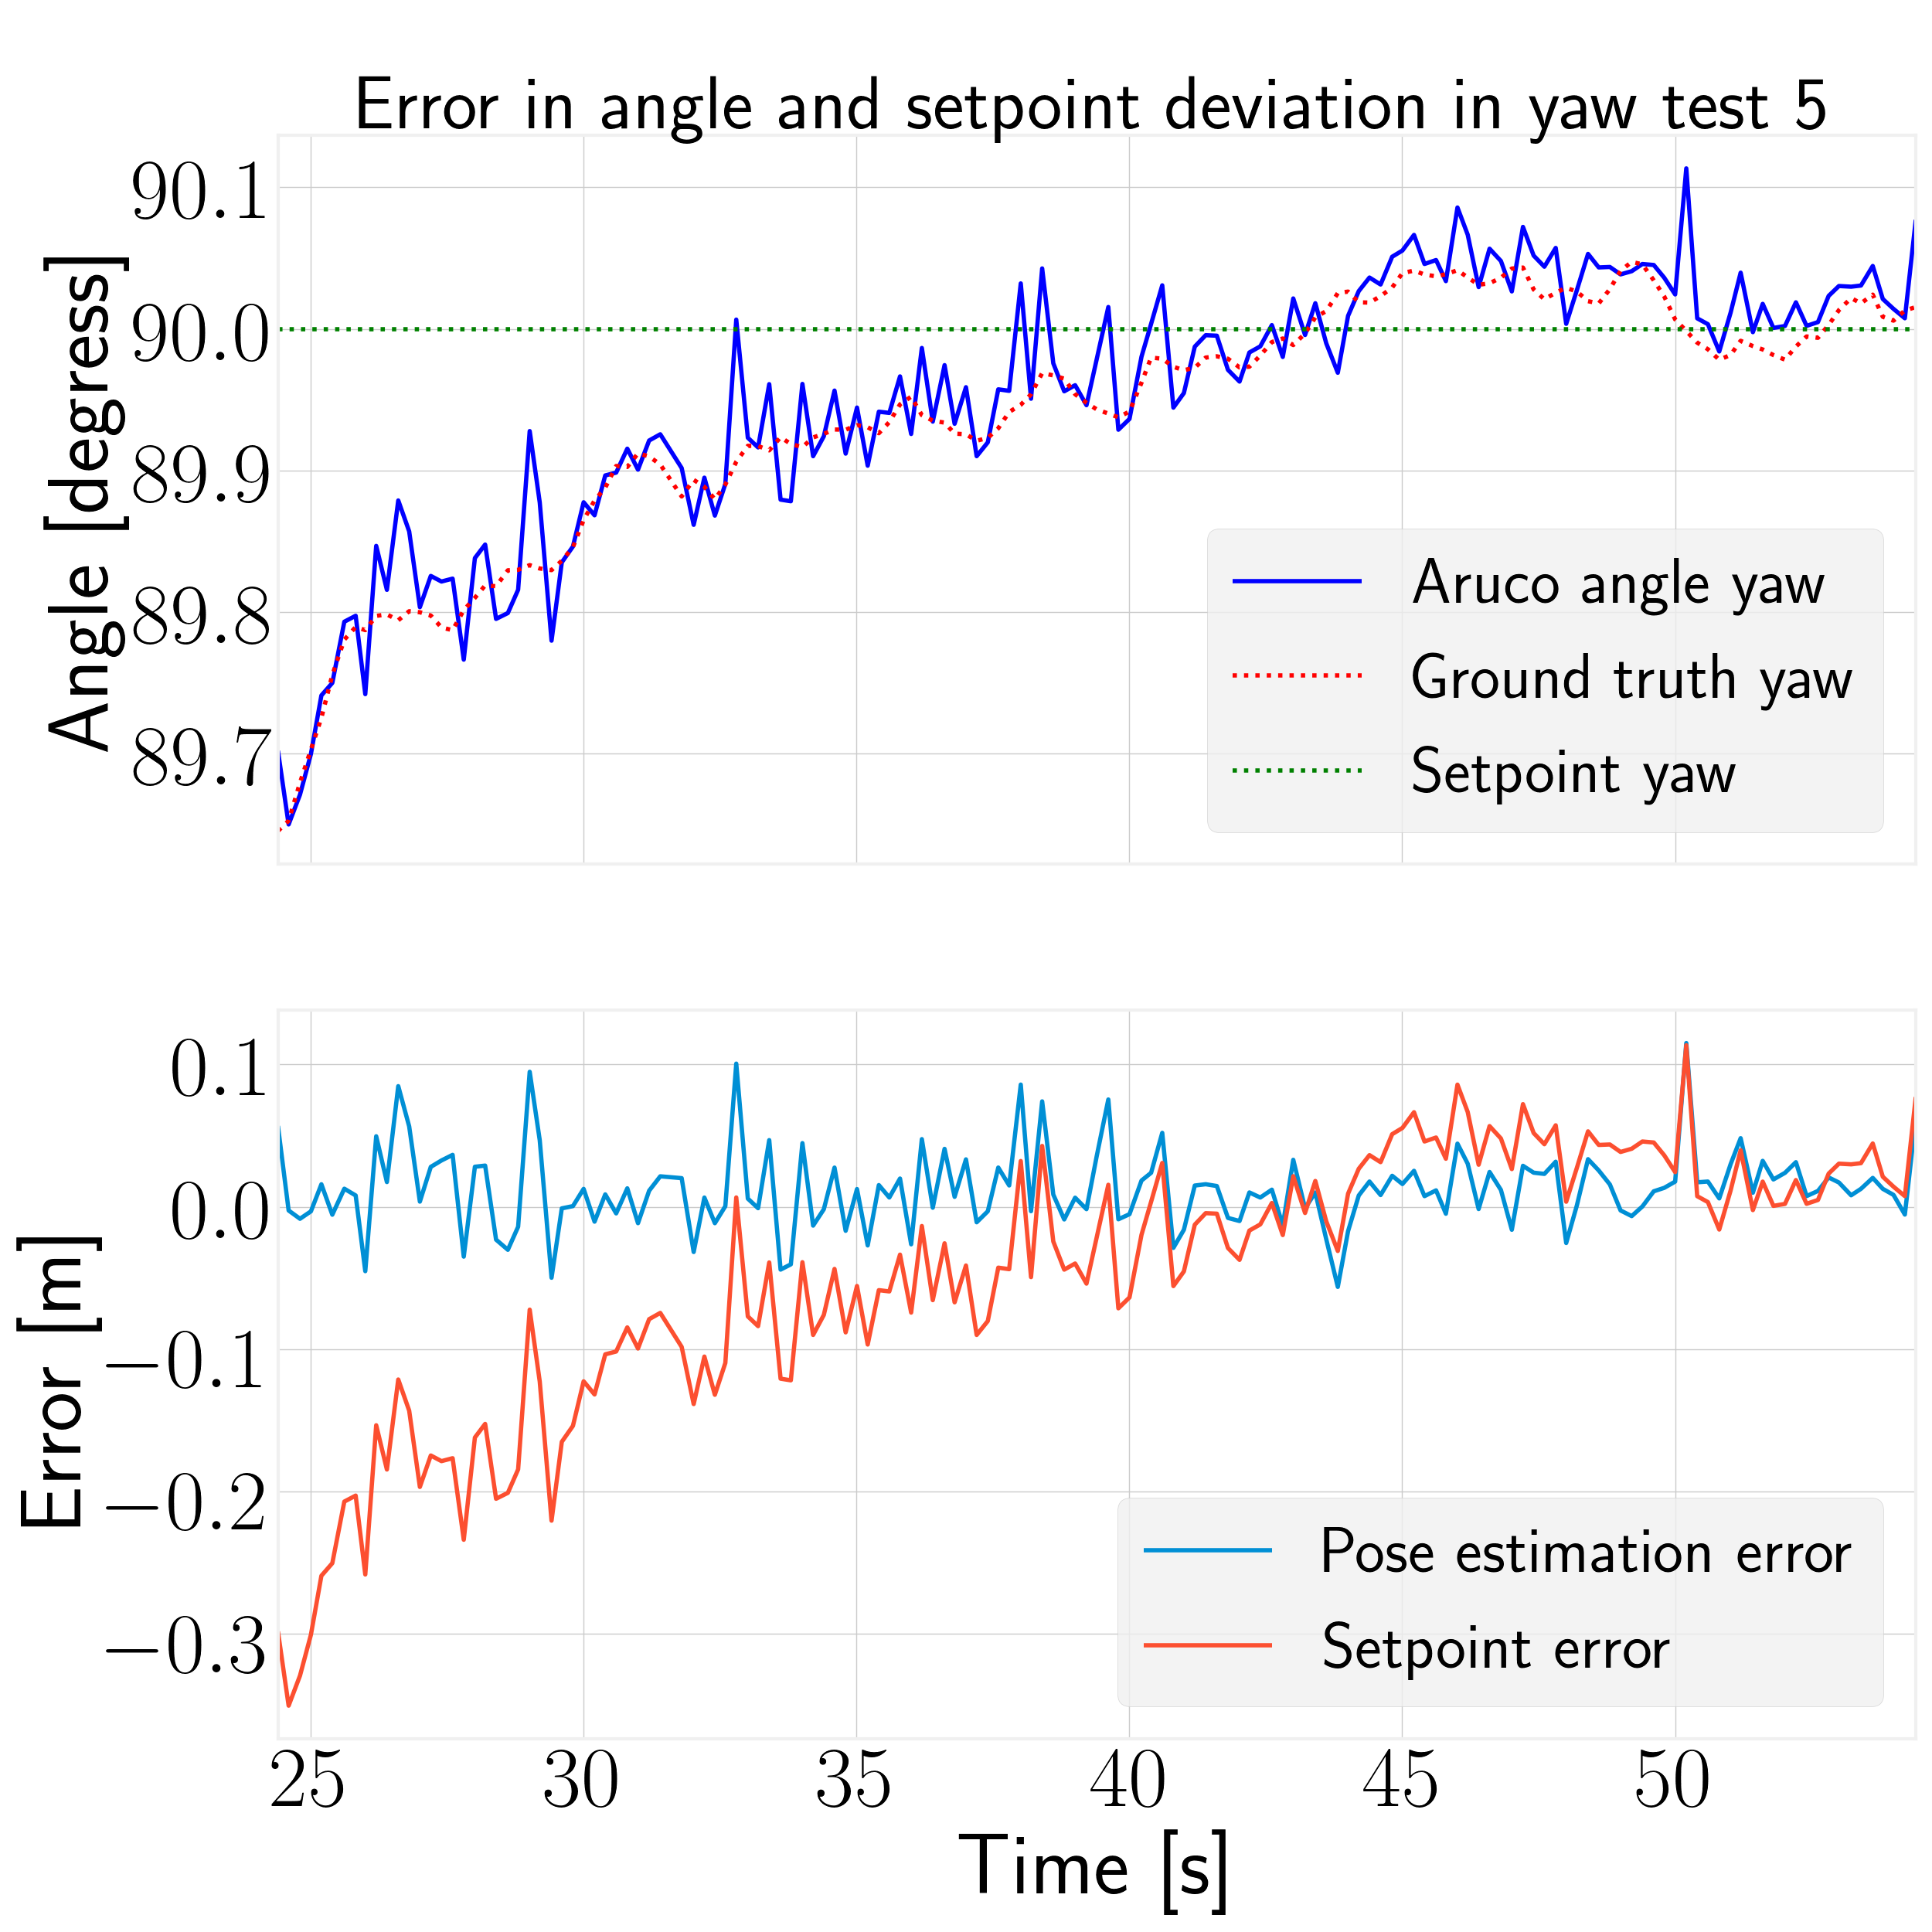 Error in angle and setpoint deviation in yaw test 5
Angle [degress]
90.1
90.0
89.9
89.8
89.7
Aruco angle yaw
Ground truth yaw
Setpoint yaw
Error [m]
0.1
0.0
−0.1
−0.2
−0.3
Pose estimation error
Setpoint error
25 30 35 40 45 50
Time [s]